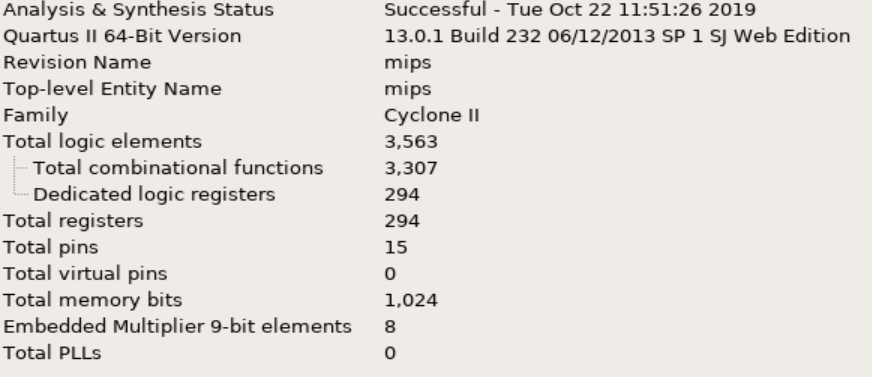 Analysis & Synthesis Status Successful - Tue Oct 22 11:51:26 2019
Quartus II 64-Bit Version 13.0.1 Build 232 06/12/2013 SP 1 SJ Web Edition
Revision Name mips
Top-level Entity Name mips
Family Cyclone II
Total logic elements 3,563
Total combinational functions 3,307
Dedicated logic registers 294
Total registers 294
Total pins 15
Total virtual pins 0
Total memory bits 1,024
Embedded Multiplier 9-bit elements 8
Total PLLs 0